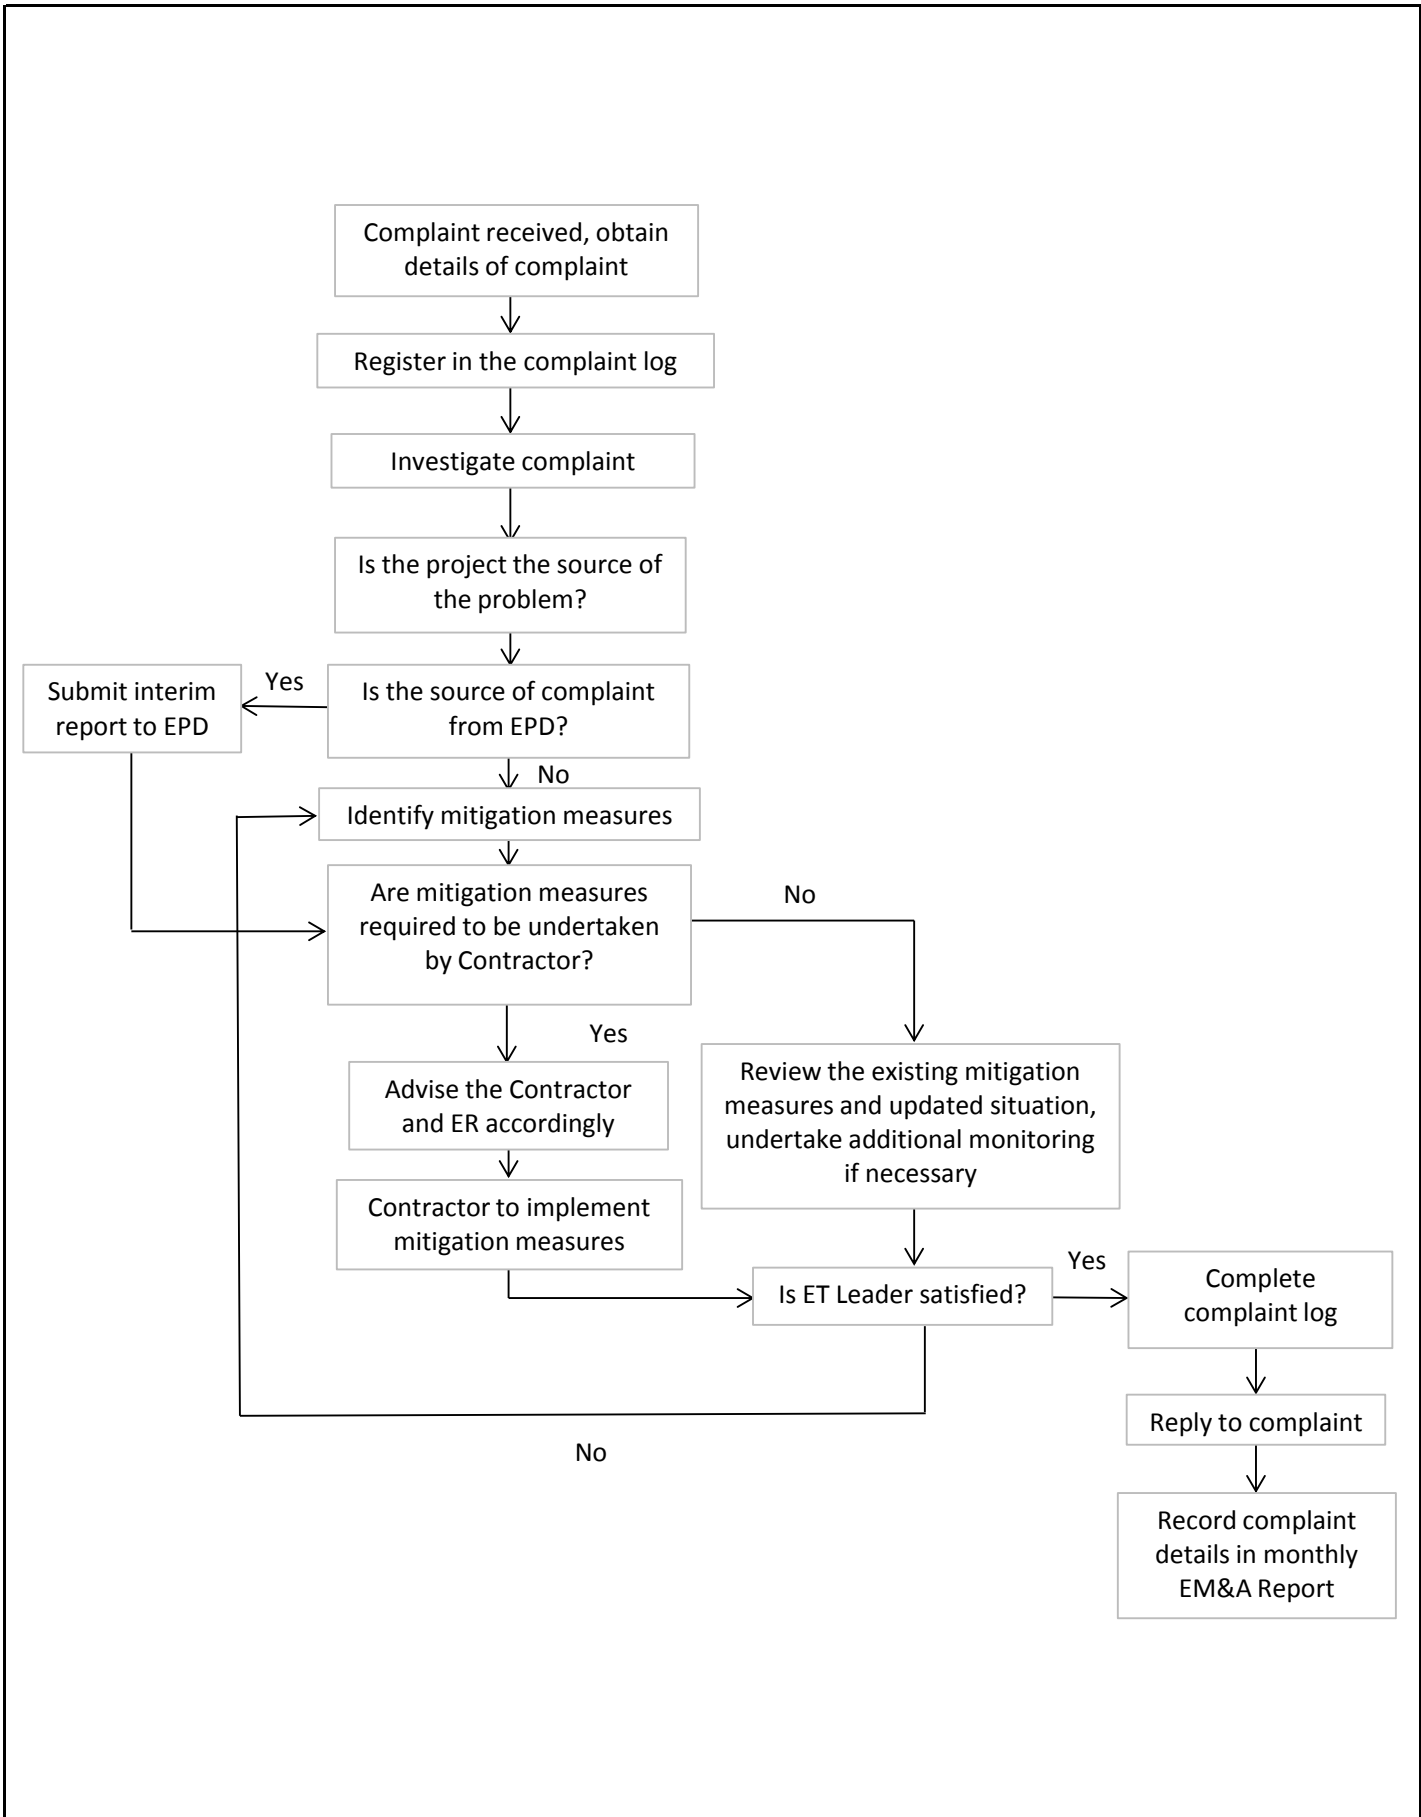 Complaint received, obtain
details of complaint
Register in the complaint log
Investigate complaint
Is the project the source of
the problem?
Submit interim
report to EPD
Yes
Is the source of complaint
from EPD?
No
Identify mitigation measures
Are mitigation measures
required to be undertaken
by Contractor?
No
Yes
Advise the Contractor
and ER accordingly
Review the existing mitigation
measures and updated situation,
undertake additional monitoring
if necessary
Contractor to implement
mitigation measures
Is ET Leader satisfied?
Yes
Complete
complaint log
No
Reply to complaint
Record complaint
details in monthly
EM&A Report